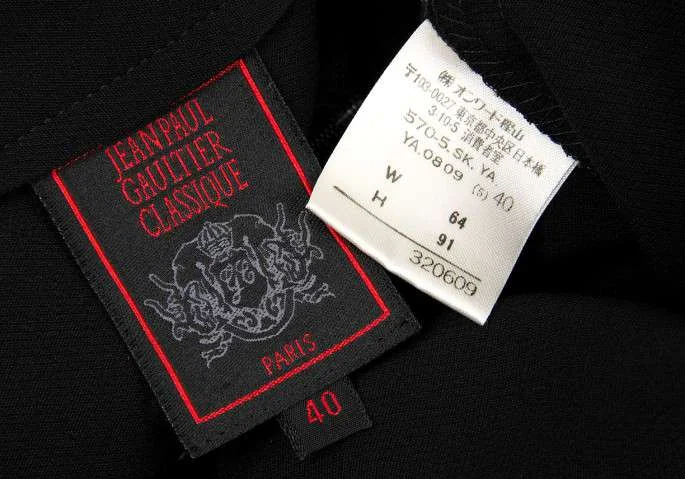 JEAN PAUL
GAULTIER
CLASSIQUE
PARIS
40
㈱オンワード樫山
〒103-0027 東京都中央区日本橋
3-10-5 消費者室
570-5. SK. YA
YA.0809 (5) 40
W 64
H 91
320609